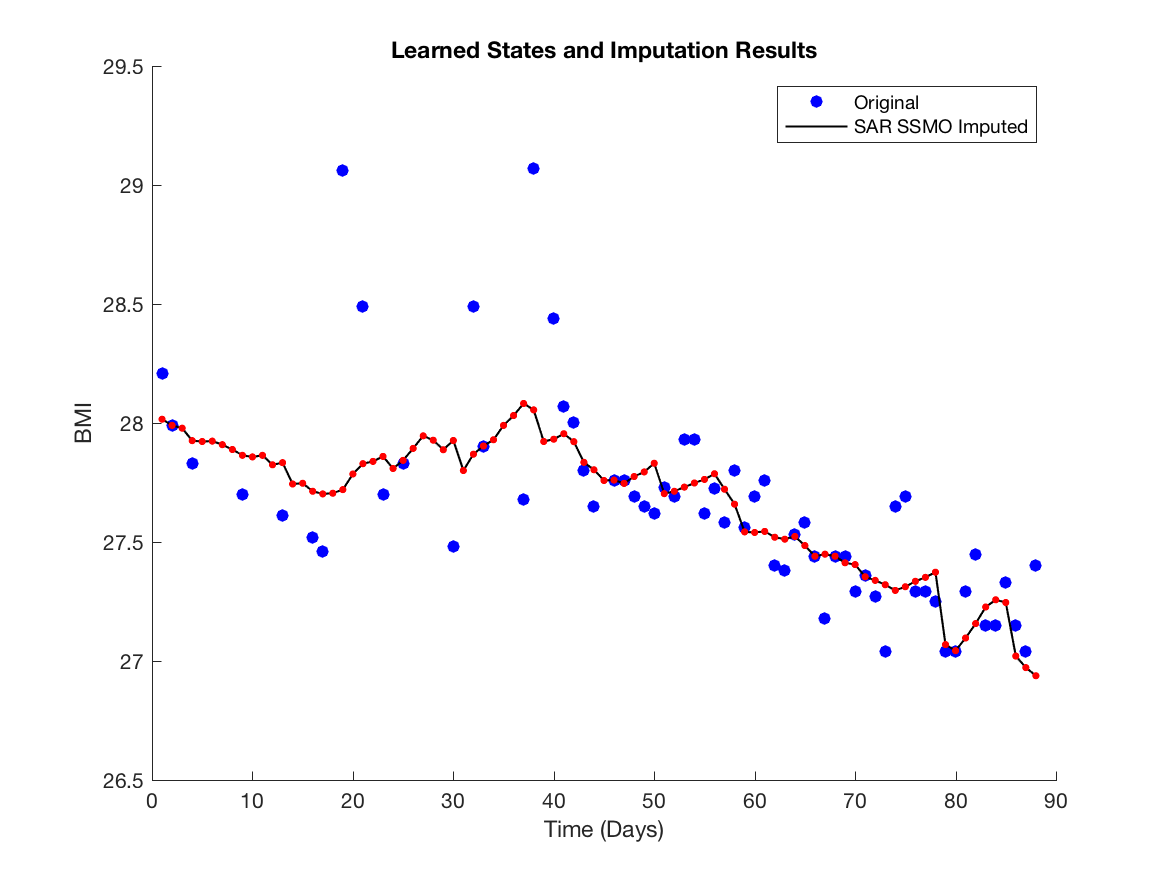 Learned States and Imputation Results
Original
SAR SSMO Imputed
29.5
29
28.5
28
27.5
27
26.5
BMI
0 10 20 30 40 50 60 70 80 90
Time (Days)